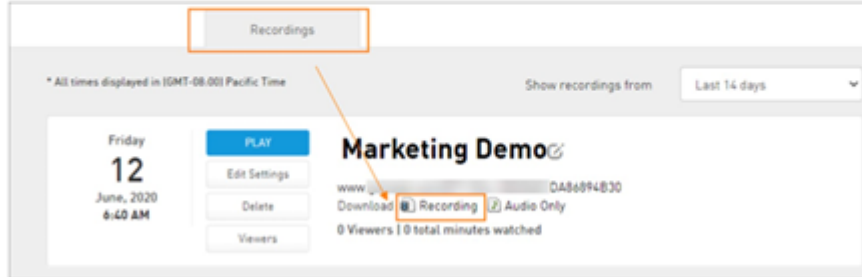 Recordings
* All times displayed in (GMT-08:00) Pacific Time
Show recordings from
Last 14 days
Friday
12
June, 2020
6:40 AM
PLAY
Edit Settings
Delete
Viewers
Marketing Demo
www.
DA86894B30
Download Recording Audio Only
0 Viewers | 0 total minutes watched